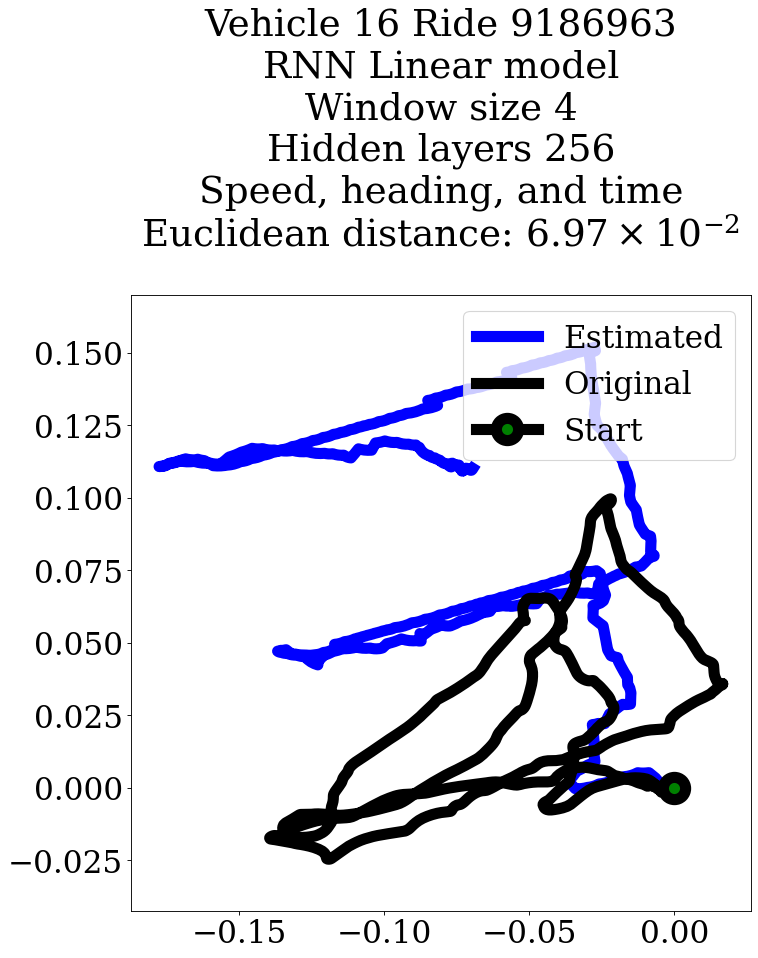 Vehicle 16 Ride 9186963
RNN Linear model
Window size 4
Hidden layers 256
Speed, heading, and time
Euclidean distance: 6.97 × 10⁻²
Estimated
Original
Start
0.150
0.125
0.100
0.075
0.050
0.025
0.000
−0.025
−0.15 −0.10 −0.05 0.00